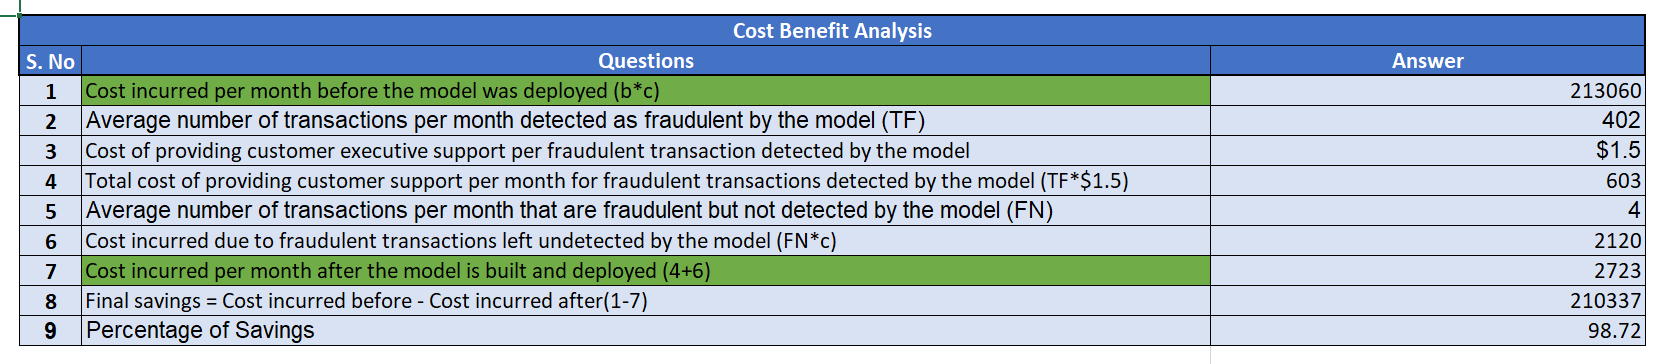 Cost Benefit Analysis
S. No Questions Answer
1 Cost incurred per month before the model was deployed (b*c) 213060
2 Average number of transactions per month detected as fraudulent by the model (TF) 402
3 Cost of providing customer executive support per fraudulent transaction detected by the model $1.5
4 Total cost of providing customer support per month for fraudulent transactions detected by the model (TF*$1.5) 603
5 Average number of transactions per month that are fraudulent but not detected by the model (FN) 4
6 Cost incurred due to fraudulent transactions left undetected by the model (FN*c) 2120
7 Cost incurred per month after the model is built and deployed (4+6) 2723
8 Final savings = Cost incurred before - Cost incurred after(1-7) 210337
9 Percentage of Savings 98.72